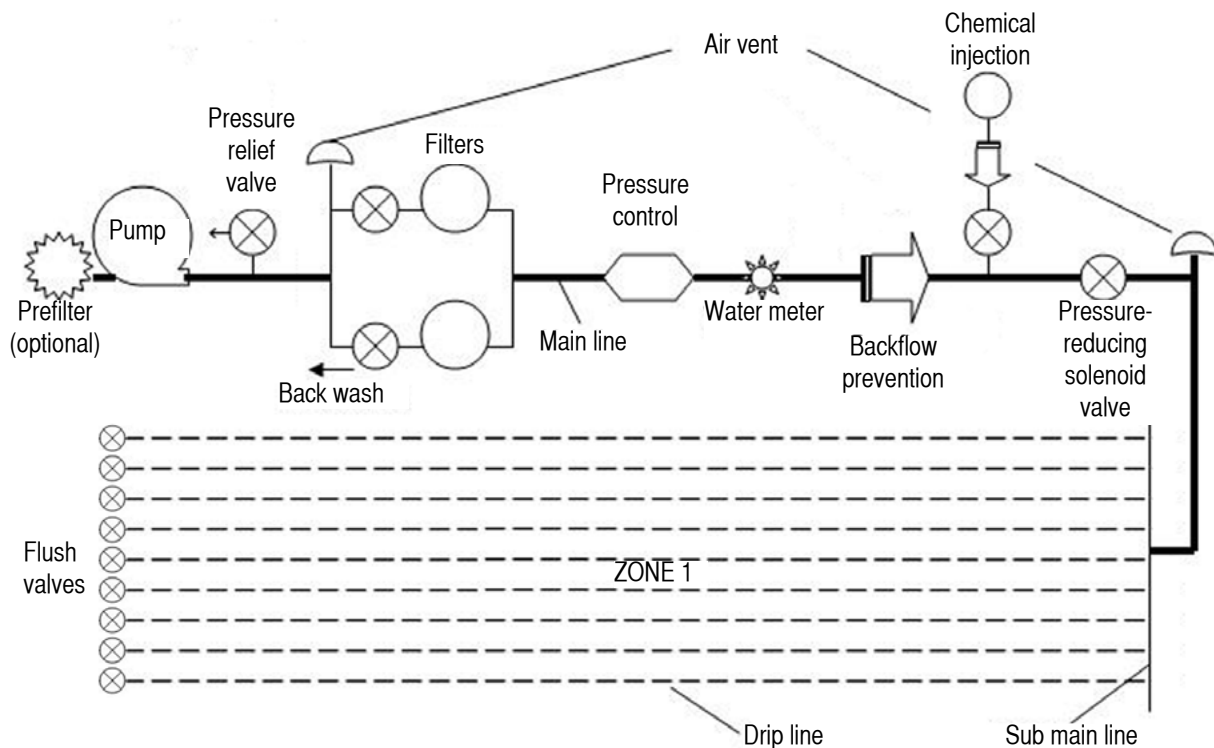 Air vent
Chemical
injection
Pressure
relief
valve
Filters
Pressure
control
Pump
Prefilter
(optional)
Back wash
Main line
Water meter
Backflow
prevention
Pressure-
reducing
solenoid
valve
Flush
valves
ZONE 1
Drip line
Sub main line